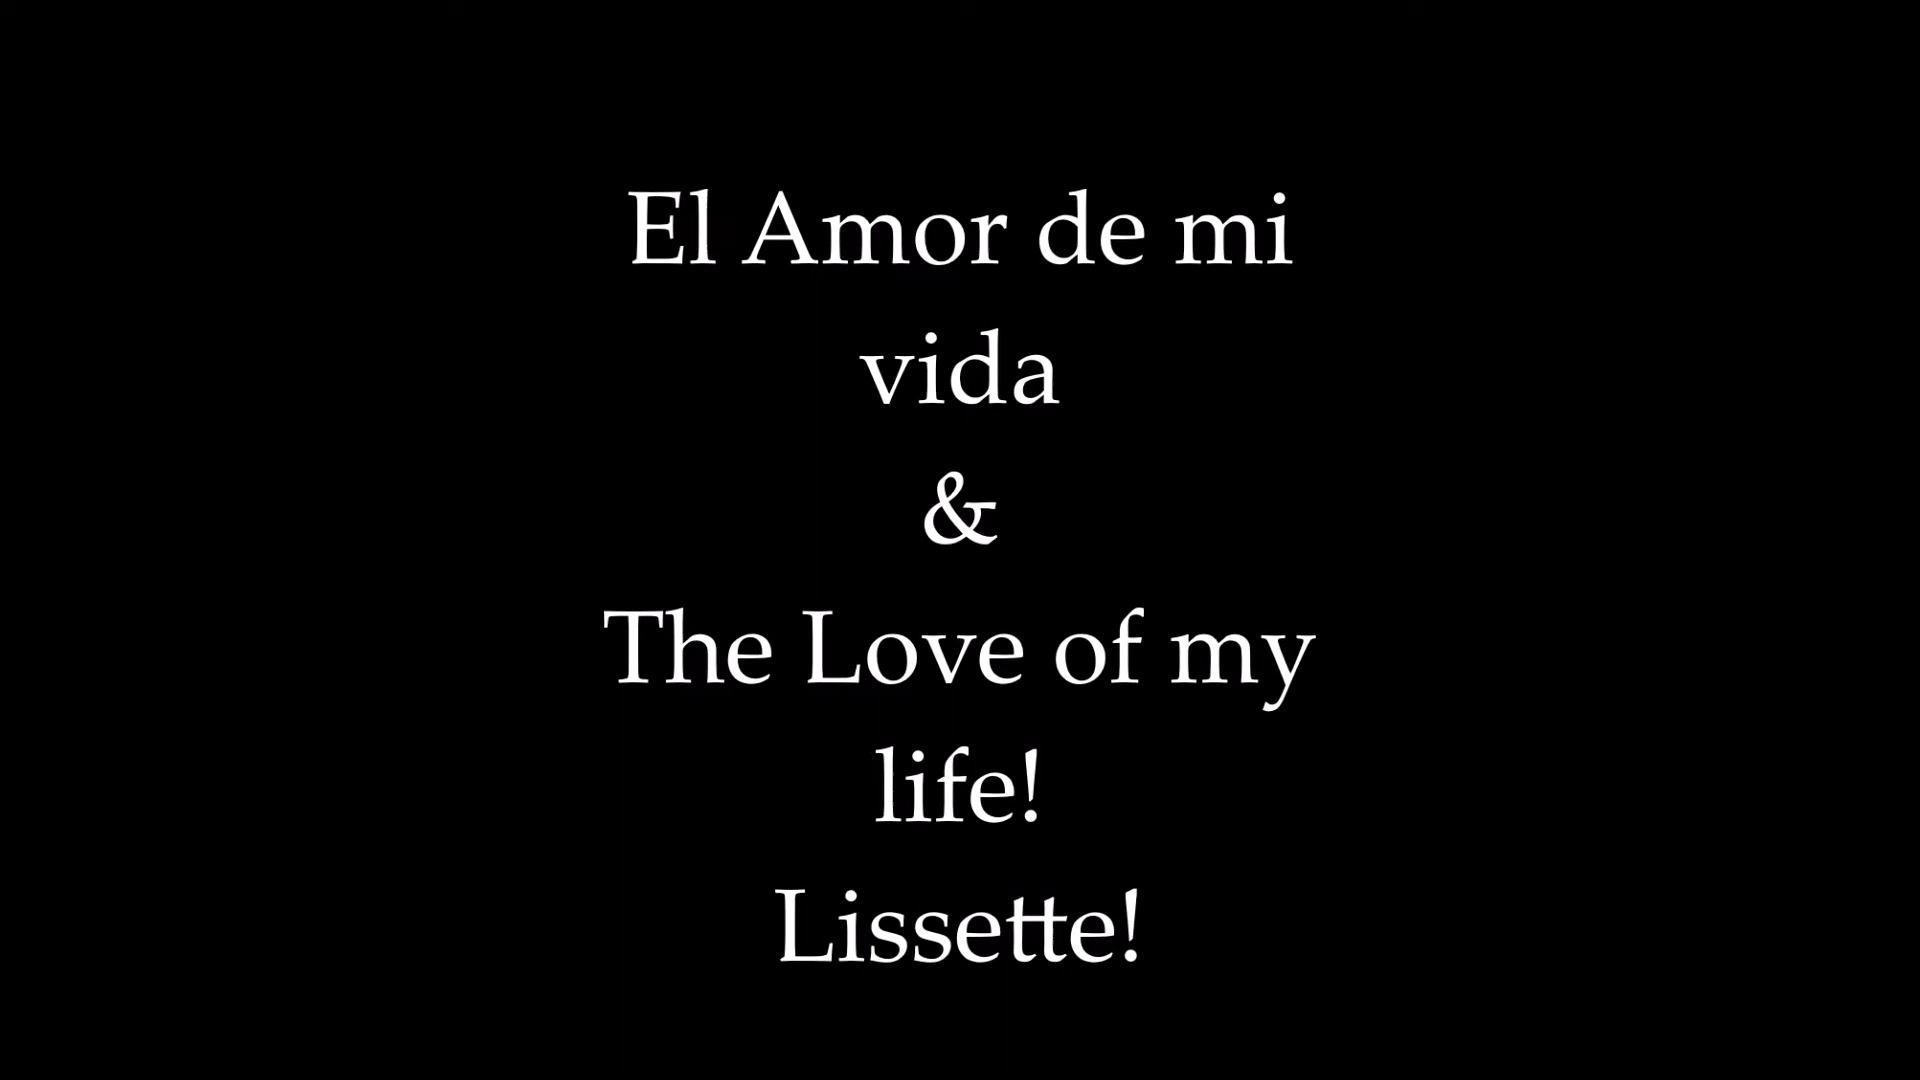 El Amor de mi
vida
&
The Love of my
life!
Lissette!